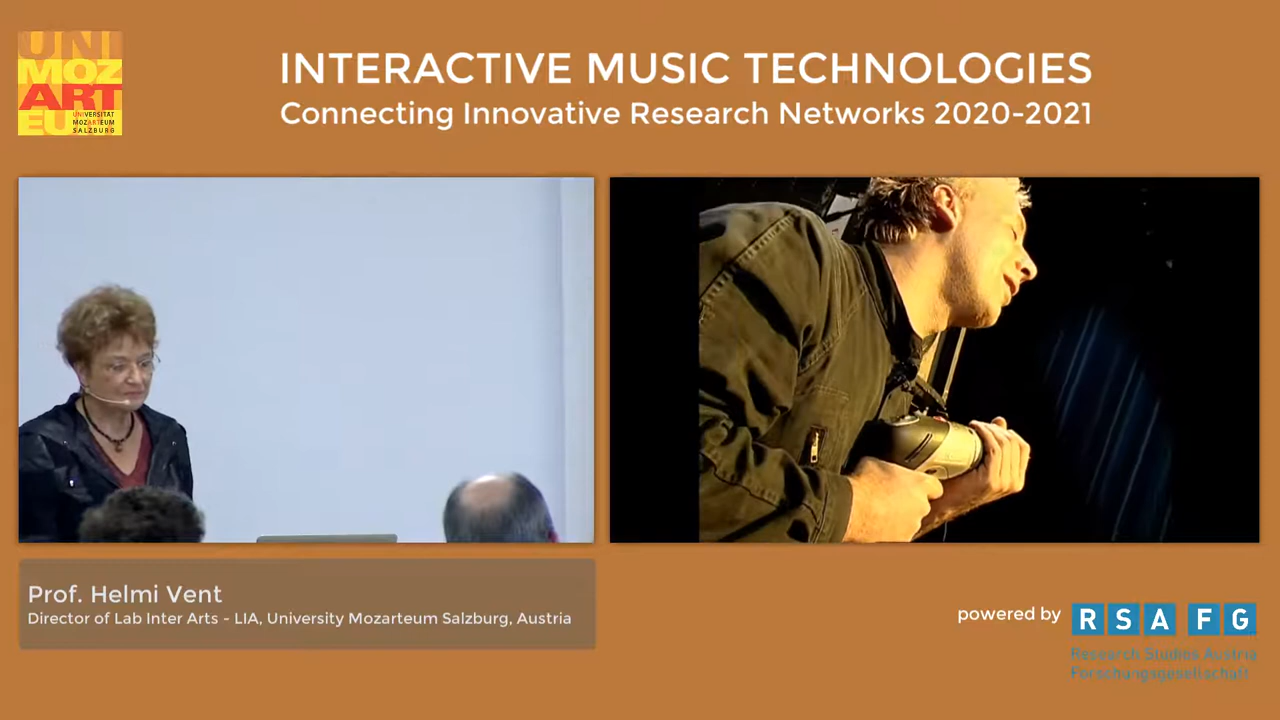 UNI
MOZ
ART
EU
UNIVERSITÄT
MOZARTEUM
SALZBURG
INTERACTIVE MUSIC TECHNOLOGIES
Connecting Innovative Research Networks 2020-2021
Prof. Helmi Vent
Director of Lab Inter Arts - LIA, University Mozarteum Salzburg, Austria
powered by
RSA FG
Research Studios Austria
Forschungsgesellschaft